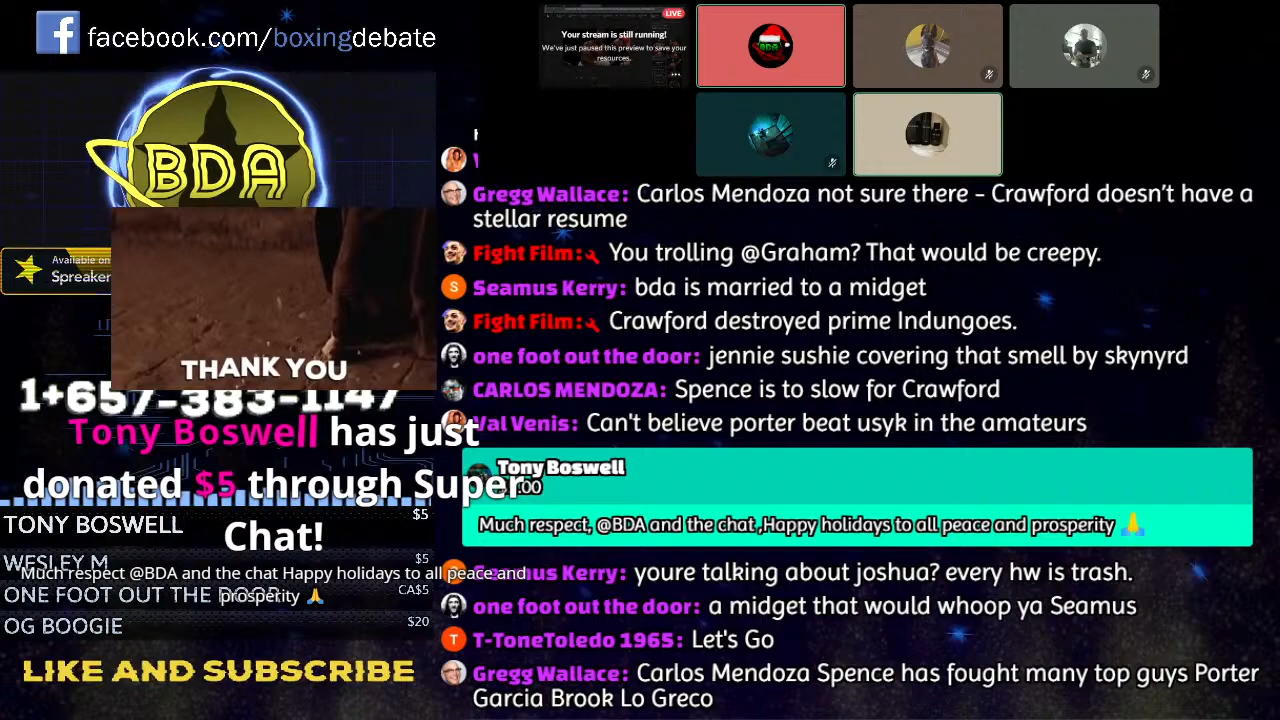 facebook.com/boxingdebate
BDA
Available on
Spreaker
THANK YOU
1+657-383-1147
Tony Boswell has just
donated $5 through Super
Chat!
Much respect @BDA and the chat Happy holidays to all peace and
prosperity 🙏
TONY BOSWELL $5
WESLEY M $5
ONE FOOT OUT THE CA$5
OG BOOGIE $20
LIKE AND SUBSCRIBE
Your stream is still running!
We've just paused this preview to save your
resources.
LIVE
BDA
Gregg Wallace: Carlos Mendoza not sure there - Crawford doesn't have a
stellar resume
Fight Film: You trolling @Graham? That would be creepy.
Seamus Kerry: bda is married to a midget
Fight Film: Crawford destroyed prime Indungoes.
one foot out the door: jennie sushie covering that smell by skynyrd
CARLOS MENDOZA: Spence is to slow for Crawford
Val Venis: Can't believe porter beat usyk in the amateurs
Tony Boswell
Much respect, @BDA and the chat ,Happy holidays to all peace and prosperity 🙏
Seamus Kerry: youre talking about joshua? every hw is trash.
one foot out the door: a midget that would whoop ya Seamus
T T-ToneToledo 1965: Let's Go
Gregg Wallace: Carlos Mendoza Spence has fought many top guys Porter
Garcia Brook Lo Greco